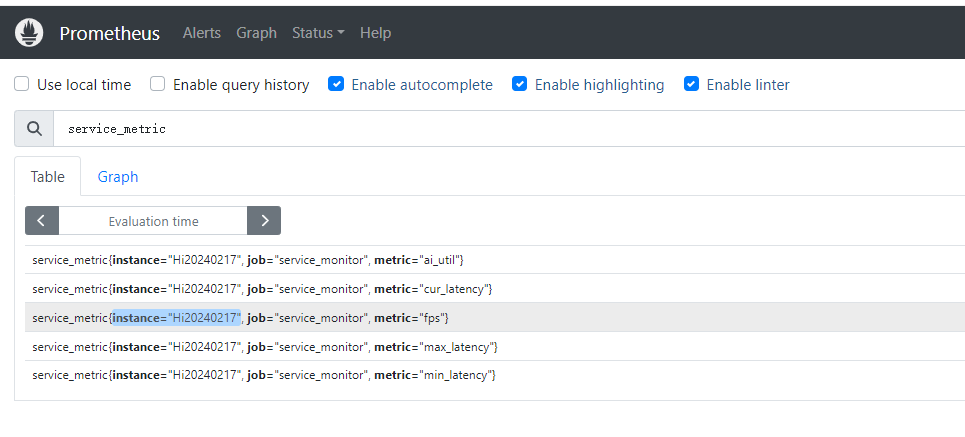 Prometheus Alerts Graph Status Help
Use local time Enable query history Enable autocomplete Enable highlighting Enable linter
service_metric
Table Graph
Evaluation time
service_metric{instance="Hi20240217", job="service_monitor", metric="ai_util"}
service_metric{instance="Hi20240217", job="service_monitor", metric="cur_latency"}
service_metric{instance="Hi20240217", job="service_monitor", metric="fps"}
service_metric{instance="Hi20240217", job="service_monitor", metric="max_latency"}
service_metric{instance="Hi20240217", job="service_monitor", metric="min_latency"}